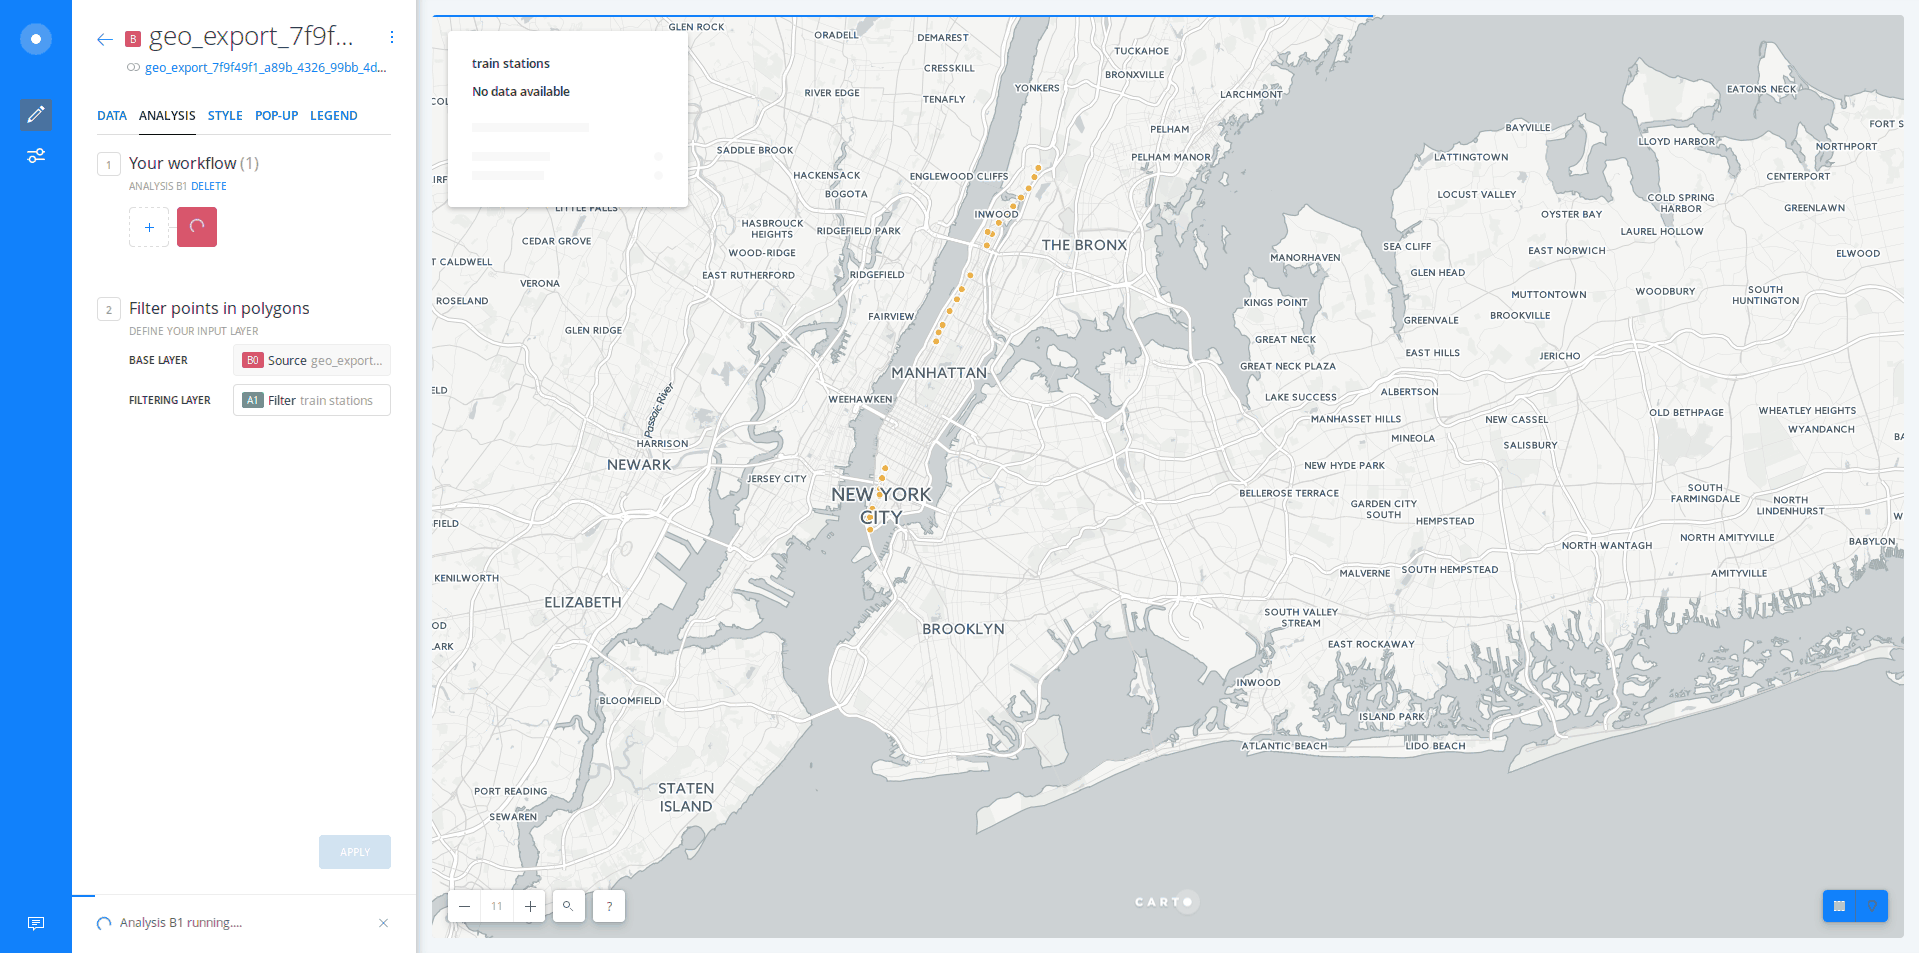 B geo_export_7f9f...
geo_export_7f9f49f1_a89b_4326_99bb_4d...
DATA ANALYSIS STYLE POP-UP LEGEND
1 Your workflow (1)
ANALYSIS B1 DELETE
+
2 Filter points in polygons
DEFINE YOUR INPUT LAYER
BASE LAYER B0 Source geo_export...
FILTERING LAYER A1 Filter train stations
APPLY
Analysis B1 running....
train stations
No data available
GLEN ROCK
ORADELL
DEMAREST
TUCKAHOE
CRESSKILL
BRONXVILLE
RIVER EDGE
TENAFLY
YONKERS
LARCHMONT
EATONS NECK
PELHAM
BAYVILLE
FORT S
LLOYD HARBOR
NORTHPORT
SADDLE BROOK
PELHAM MANOR
LATTINGTOWN
HACKENSACK
ENGLEWOOD CLIFFS
CENTERPORT
BOGOTA
LOCUST VALLEY
COLD SPRING
HARBOR
LITTLE FALLS
INWOOD
OYSTER BAY
GREENLAWN
HASBROUCK
HEIGHTS
RIDGEFIELD PARK
LAUREL HOLLOW
CEDAR GROVE
THE BRONX
SEA CLIFF
WOOD-RIDGE
MANORHAVEN
EAST NORWICH
ELWOOD
T CALDWELL
EAST RUTHERFORD
RIDGEFIELD
GLEN HEAD
VERONA
ROSELAND
KINGS POINT
MUTTONTOWN
WOODBURY
SOUTH
HUNTINGTON
FAIRVIEW
GREENVALE
BROOKVILLE
GLEN RIDGE
GREAT NECK
EAST HILLS
JERICHO
GREAT NECK PLAZA
MANHATTAN
ELD
ALBERTSON
WEEHAWKEN
LAKE SUCCESS
Passaic River
MANHASSET HILLS
NEW CASSEL
OLD BETHPAGE
WHEATLEY HEIGHTS
WYANDANCH
BA
HARRISON
MINEOLA
SALISBURY
NEWARK
NEW HYDE PARK
JERSEY CITY
NEW YORK
CITY
BELLEROSE TERRACE
GARDEN CITY
SOUTH
SOUTH
FARMINGDALE
NORTH
LINDENHURST
FIELD
HEMPSTEAD
W
NORTH WANTAGH
NORTH AMITYVILLE
BABYLON
KENILWORTH
MALVERNE
SOUTH HEMPSTEAD
AMITYVILLE
ELIZABETH
SOUTH VALLEY
STREAM
OD
BROOKLYN
LARK
EAST ROCKAWAY
INWOOD
BLOOMFIELD
ISLAND PARK
ATLANTIC BEACH
LIDO BEACH
STATEN
ISLAND
PORT READING
SEWAREN
11
?
CARTO